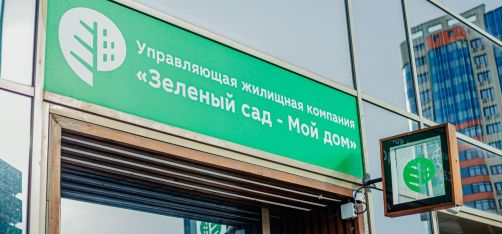 Управляющая жилищная компания
«Зеленый сад - Мой дом»